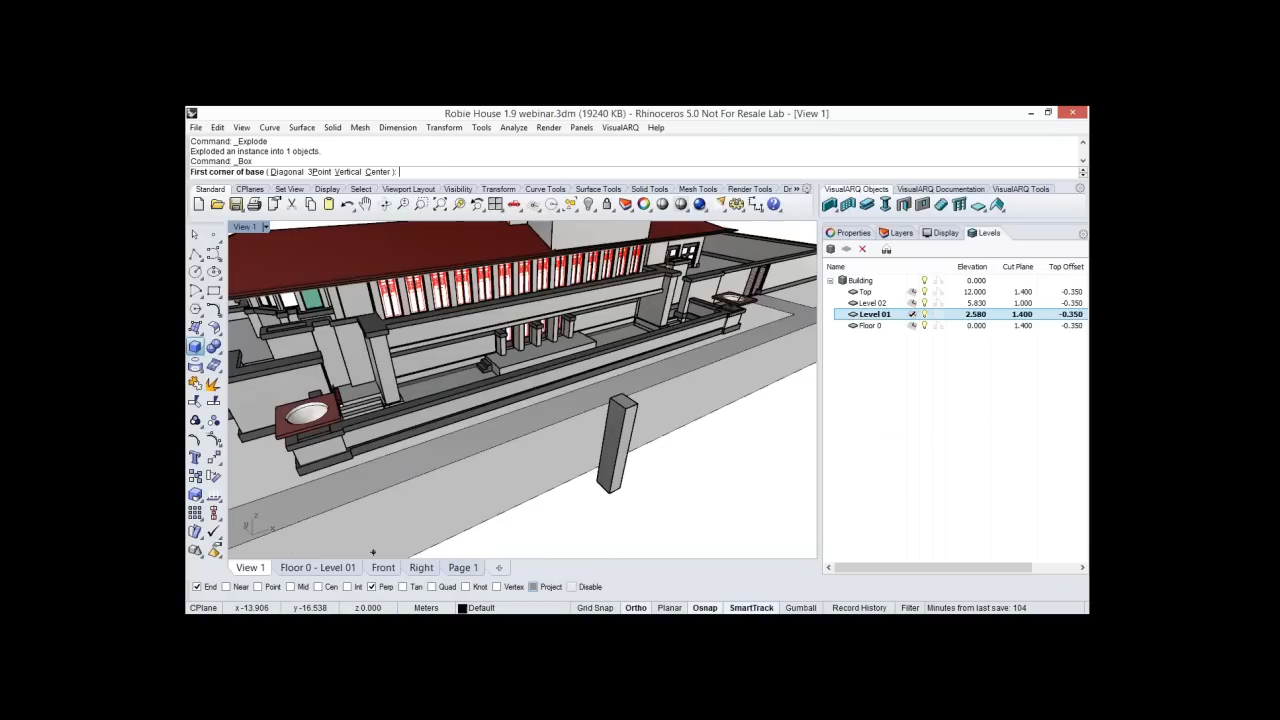 Robie House 1.9 webinar.3dm (19240 KB) - Rhinoceros 5.0 Not For Resale Lab - [View 1]
File Edit View Curve Surface Solid Mesh Dimension Transform Tools Analyze Render Panels VisualARQ Help
Command: _Explode
Exploded an instance into 1 objects.
Command: _Box
First corner of base ( Diagonal 3Point Vertical Center ):
Standard CPlanes Set View Display Select Viewport Layout Visibility Transform Curve Tools Surface Tools Solid Tools Mesh Tools Render Tools Dr »
VisualARQ Objects VisualARQ Documentation VisualARQ Tools
View 1
Properties Layers Display Levels
Name Elevation Cut Plane Top Offset
Building 0.000
Top 12.000 1.400 -0.350
Level 02 5.830 1.000 -0.350
Level 01 2.580 1.400 -0.350
Floor 0 0.000 1.400 -0.350
z
y
x
View 1 Floor 0 - Level 01 Front Right Page 1
End Near Point Mid Cen Int Perp Tan Quad Knot Vertex Project Disable
CPlane x -13.906 y -16.538 z 0.000 Meters Default Grid Snap Ortho Planar Osnap SmartTrack Gumball Record History Filter Minutes from last save: 104